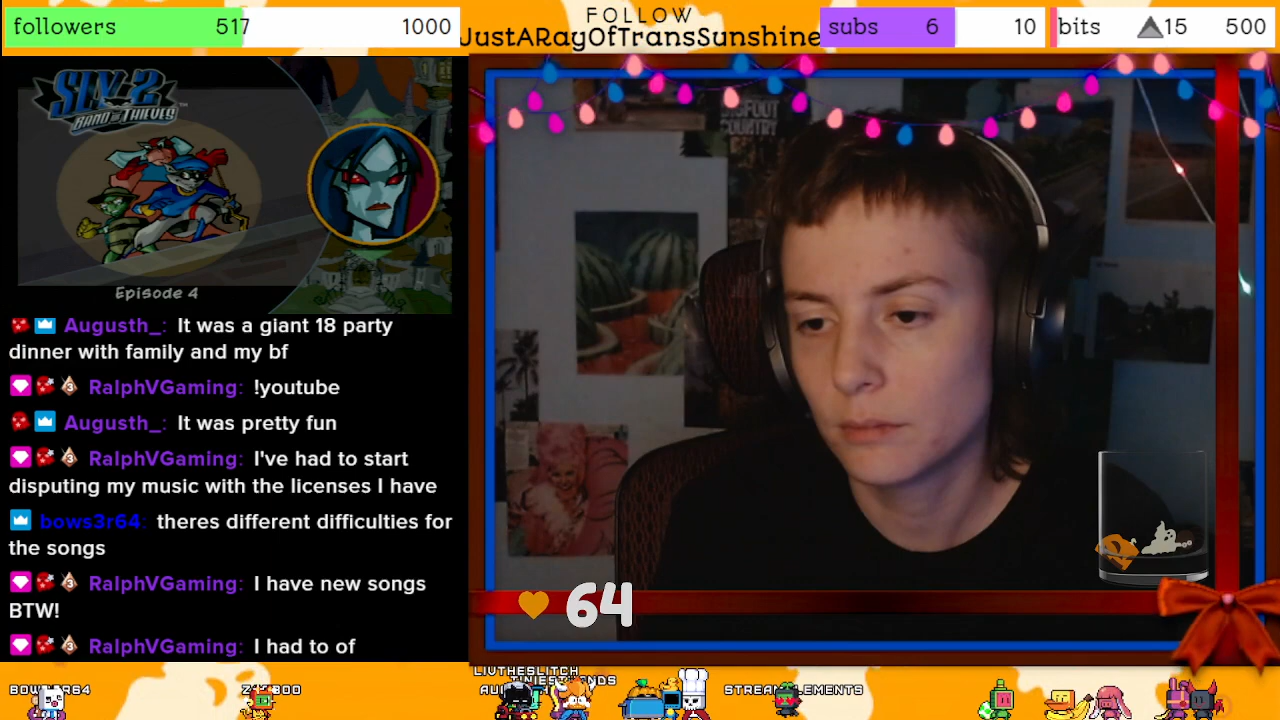 followers 517 1000
FOLLOW
JustARayOfTransSunshine
subs 6 10
bits 15 500
SLY 2
BAND OF THIEVES
Episode 4
BIGFOOT
COUNTRY
Augusth_: It was a giant 18 party
dinner with family and my bf
RalphVGaming: !youtube
Augusth_: It was pretty fun
RalphVGaming: I've had to start
disputing my music with the licenses I have
bows3r64: theres different difficulties for
the songs
RalphVGaming: I have new songs
BTW!
RalphVGaming: I had to of
64
LIVTHESLITCH